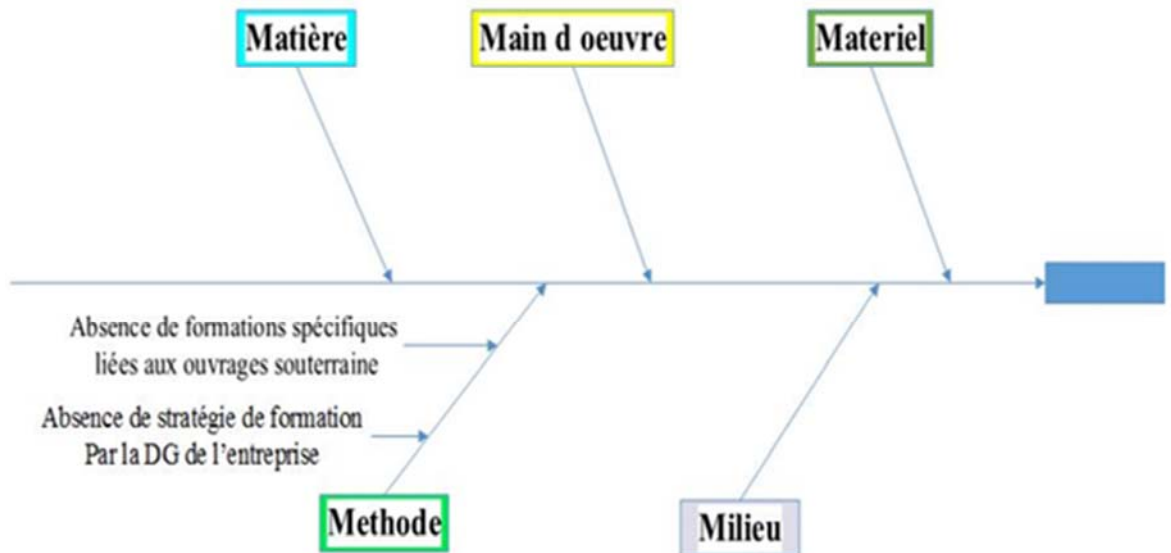 Matière
Main d oeuvre
Materiel
Absence de formations spécifiques
liées aux ouvrages souterraine
Absence de stratégie de formation
Par la DG de l’entreprise
Methode
Milieu